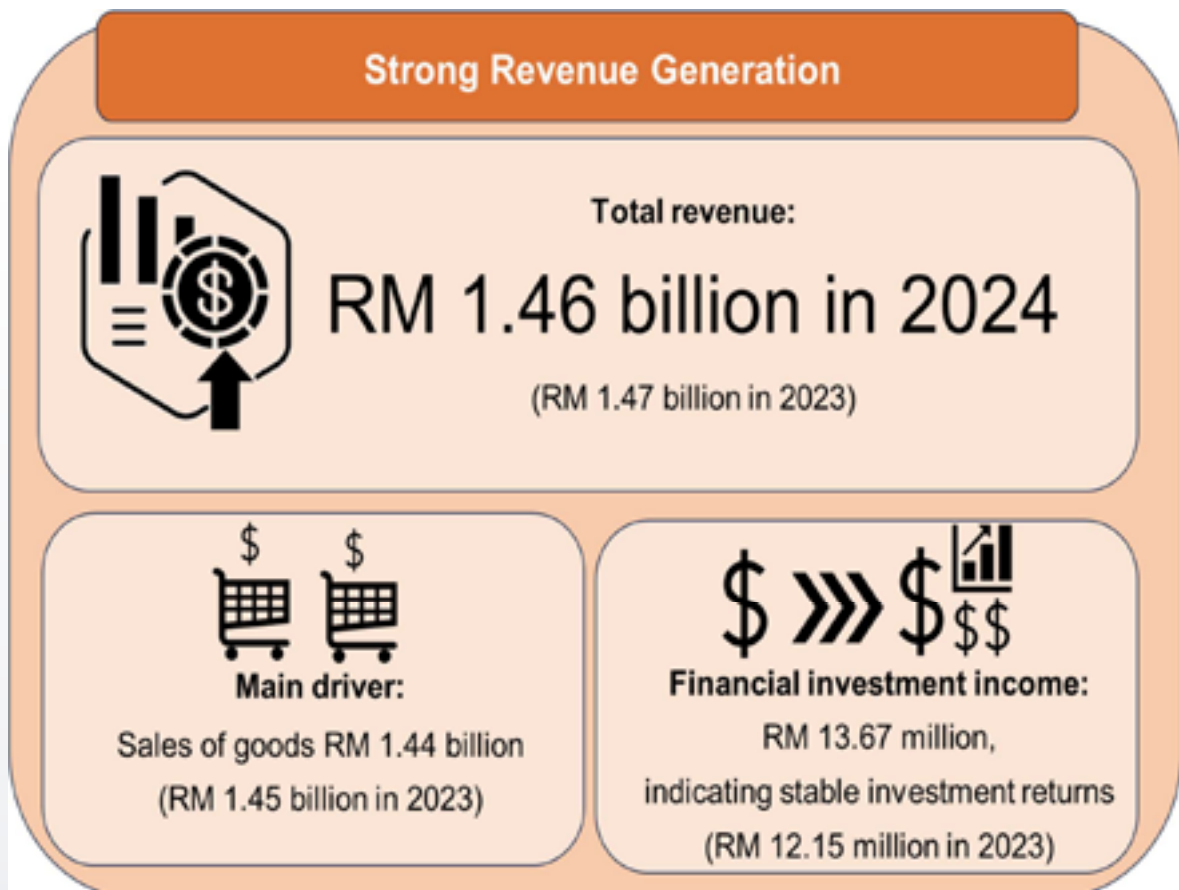 Strong Revenue Generation
Total revenue:
RM 1.46 billion in 2024
(RM 1.47 billion in 2023)
Main driver:
Sales of goods RM 1.44 billion
(RM 1.45 billion in 2023)
Financial investment income:
RM 13.67 million,
indicating stable investment returns
(RM 12.15 million in 2023)